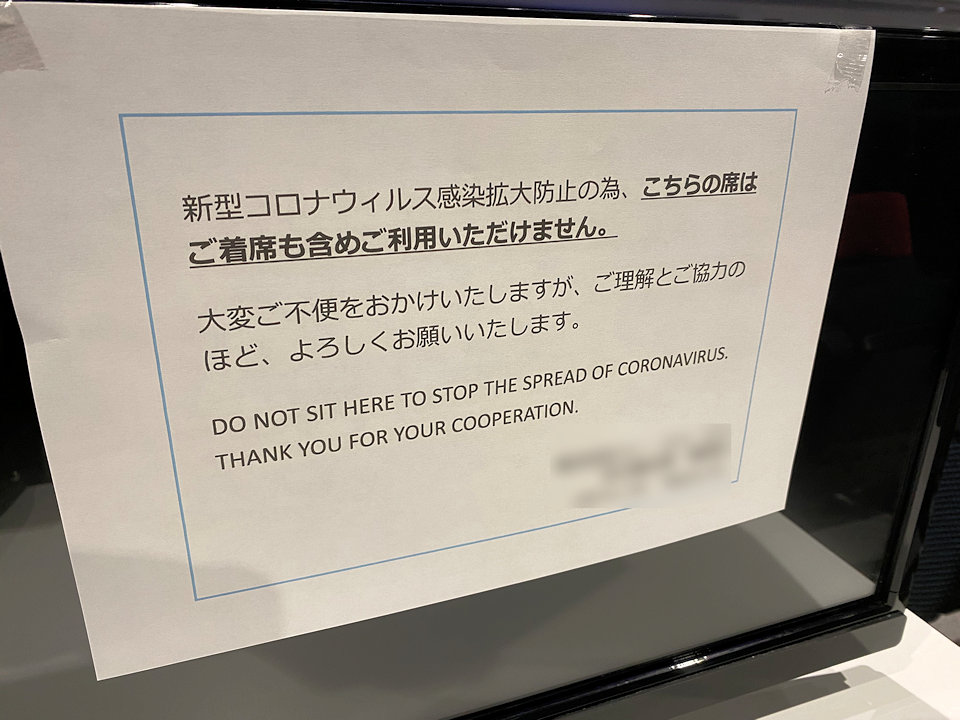 新型コロナウィルス感染拡大防止の為、こちらの席は
ご着席も含めご利用いただけません。
大変ご不便をおかけいたしますが、ご理解とご協力の
ほど、よろしくお願いいたします。
DO NOT SIT HERE TO STOP THE SPREAD OF CORONAVIRUS.
THANK YOU FOR YOUR COOPERATION.